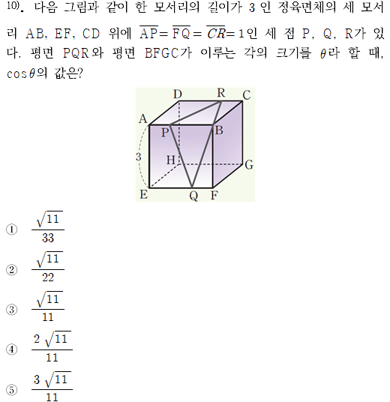 10). 다음 그림과 같이 한 모서리의 길이가 3인 정육면체의 세 모서
리 AB, EF, CD 위에 \overline{AP}=\overline{FQ}=\overline{CR}=1인 세 점 P, Q, R가 있
다. 평면 PQR와 평면 BFGC가 이루는 각의 크기를 θ라 할 때,
cosθ의 값은?
D R C
A P B
3 H G
E Q F
① √11/33
② √11/22
③ √11/11
④ 2√11/11
⑤ 3√11/11